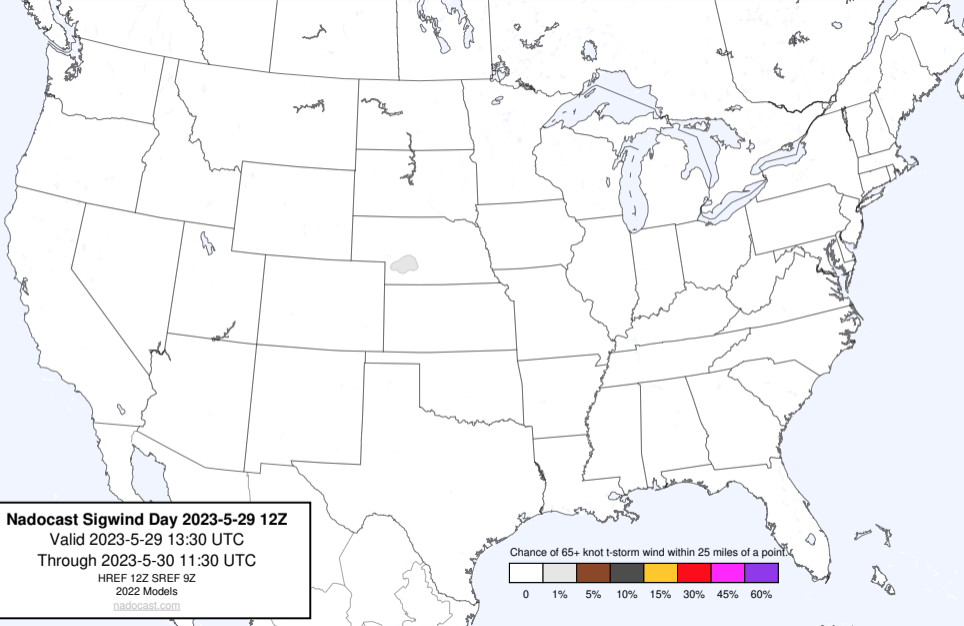 Nadocast Sigwind Day 2023-5-29 12Z
Valid 2023-5-29 13:30 UTC
Through 2023-5-30 11:30 UTC
HREF 12Z SREF 9Z
2022 Models
nadocast.com
Chance of 65+ knot t-storm wind within 25 miles of a point.
0 1% 5% 10% 15% 30% 45% 60%